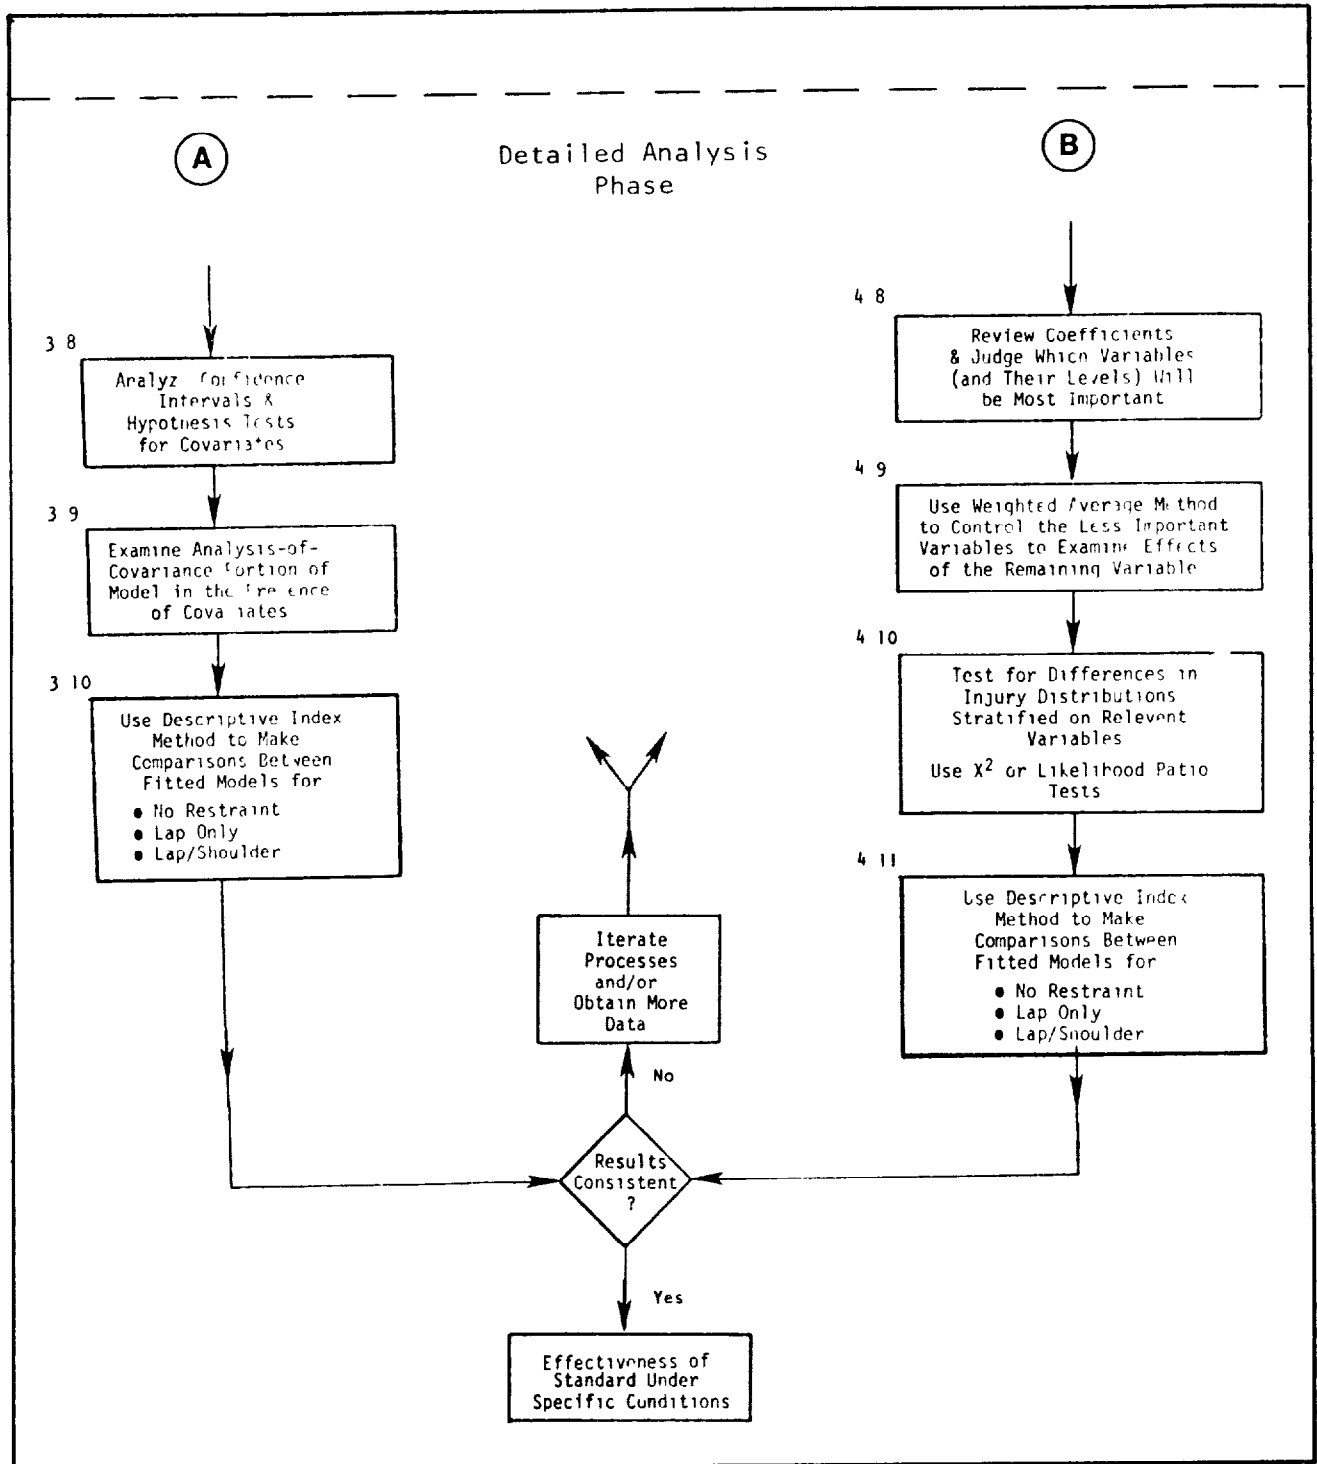 A
Detailed Analysis
Phase
B
3 8
Analyz Confidence
Intervals &
Hypothesis Tests
for Covariates
3 9
Examine Analysis-of-
Covariance Portion of
Model in the
of Covariates
3 10
Use Descriptive Index
Method to Make
Comparisons Between
Fitted Models for
● No Restraint
● Lap Only
● Lap/Shoulder
4 8
Review Coefficients
& Judge Which Variables
(and Their Levels) Will
be Most Important
4 9
Use Weighted Average Method
to Control the Less Important
Variables to Examine Effects
of the Remaining Variable
4 10
Test for Differences in
Injury Distributions
Stratified on Relevent
Variables
Use X² or Likelihood Ratio
Tests
4 11
Use Descriptive Index
Method to Make
Comparisons Between
Fitted Models for
● No Restraint
● Lap Only
● Lap/Shoulder
Iterate
Processes
and/or
Obtain More
Data
No
Results
Consistent
?
Yes
Effectiveness of
Standard Under
Specific Conditions